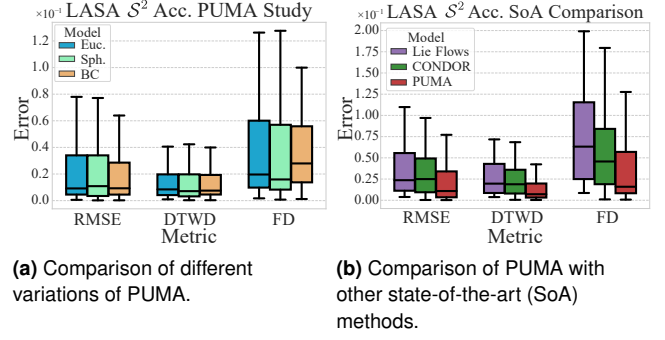 ×10⁻¹ LASA 𝒮² Acc. PUMA Study
Error
1.2
1.0
0.8
0.6
0.4
0.2
0.0
Model
Euc.
Sph.
BC
RMSE DTWD FD
Metric
(a) Comparison of different
variations of PUMA.
×10⁻¹ LASA 𝒮² Acc. SoA Comparison
Error
2.00
1.75
1.50
1.25
1.00
0.75
0.50
0.25
0.00
Model
Lie Flows
CONDOR
PUMA
RMSE DTWD FD
Metric
(b) Comparison of PUMA with
other state-of-the-art (SoA)
methods.